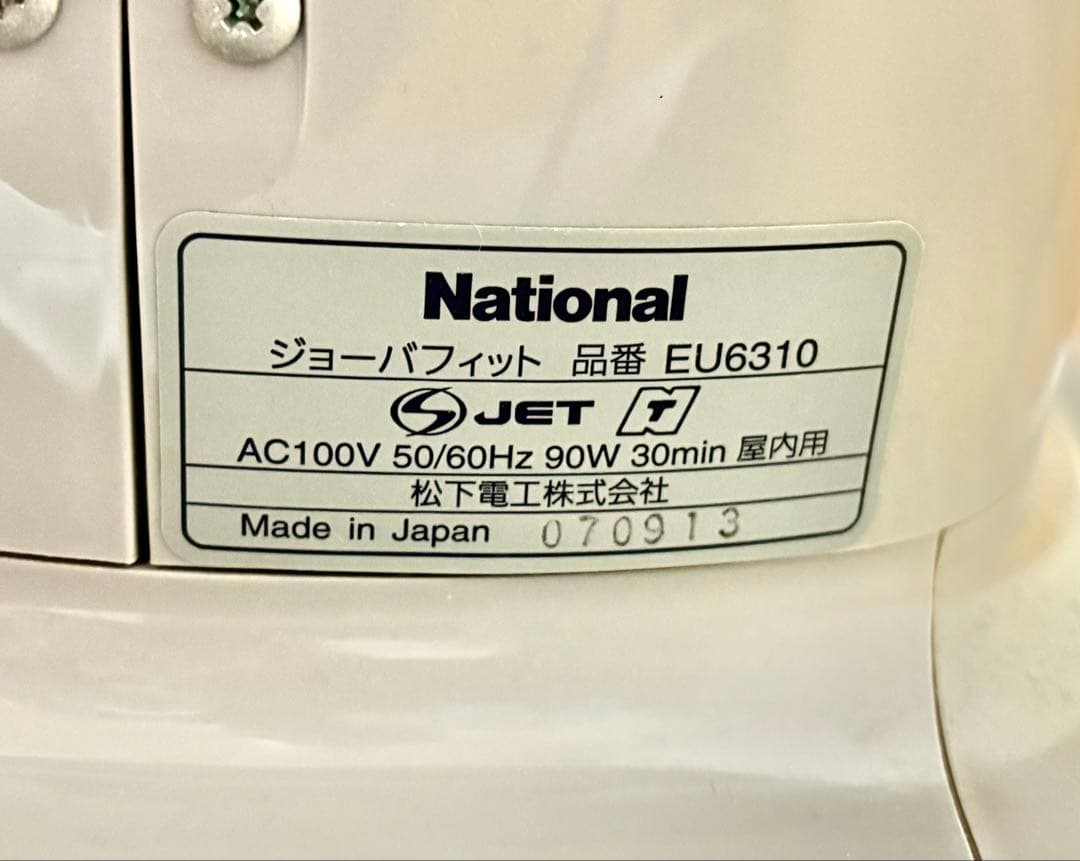 National
ジョーバフィット 品番 EU6310
S JET NT
AC100V 50/60Hz 90W 30min 屋内用
松下電工株式会社
Made in Japan 070913